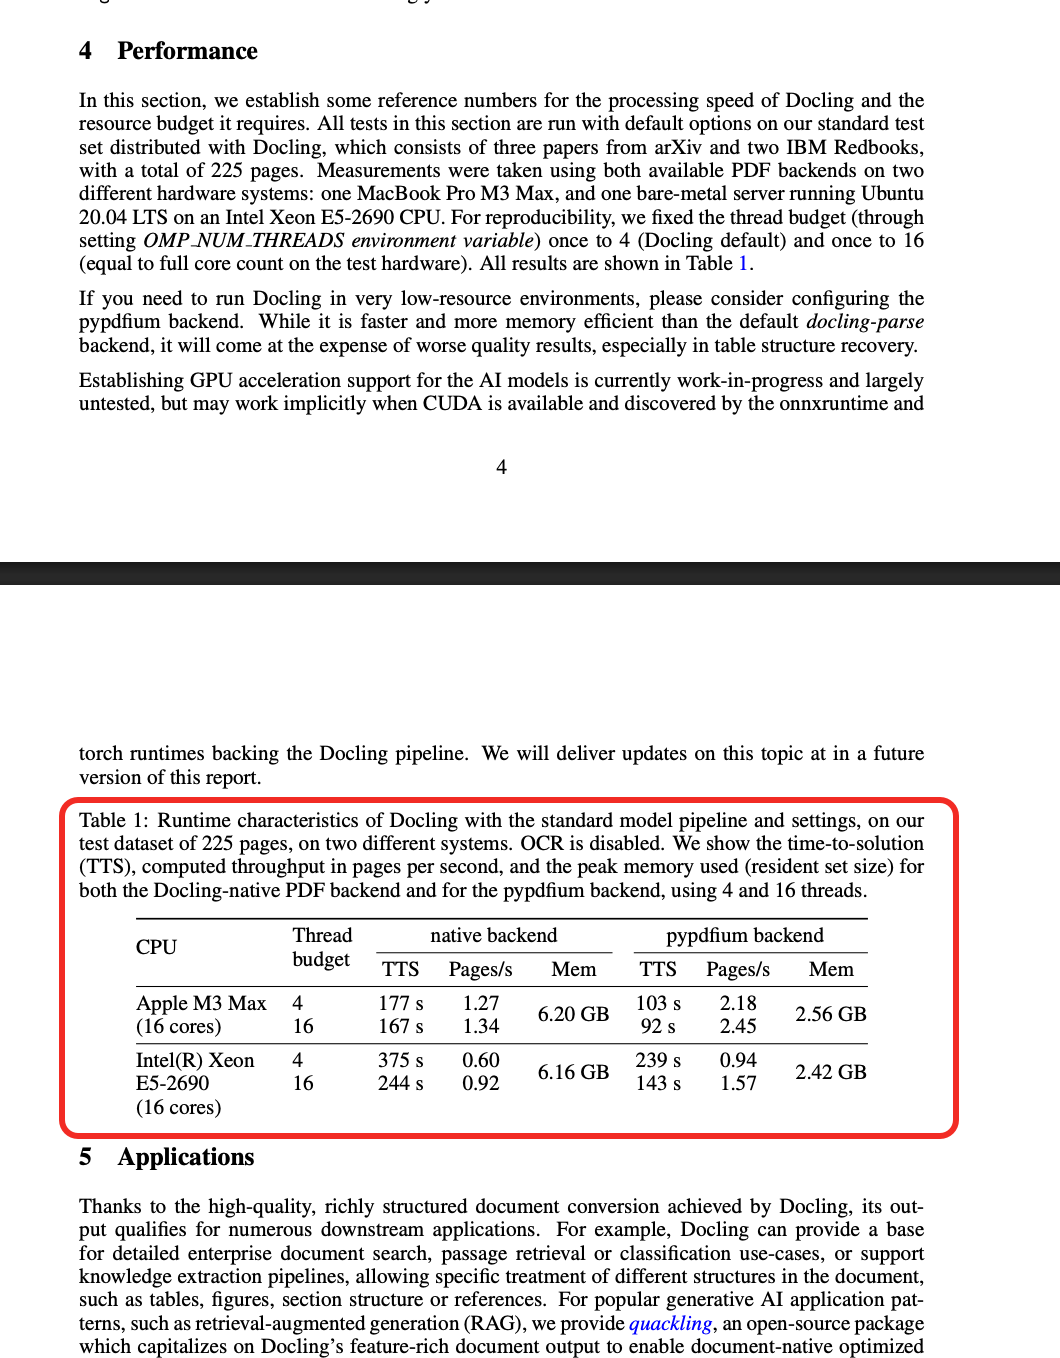 4 Performance
In this section, we establish some reference numbers for the processing speed of Docling and the
resource budget it requires. All tests in this section are run with default options on our standard test
set distributed with Docling, which consists of three papers from arXiv and two IBM Redbooks,
with a total of 225 pages. Measurements were taken using both available PDF backends on two
different hardware systems: one MacBook Pro M3 Max, and one bare-metal server running Ubuntu
20.04 LTS on an Intel Xeon E5-2690 CPU. For reproducibility, we fixed the thread budget (through
setting OMP_NUM_THREADS environment variable) once to 4 (Docling default) and once to 16
(equal to full core count on the test hardware). All results are shown in Table 1.
If you need to run Docling in very low-resource environments, please consider configuring the
pypdfium backend. While it is faster and more memory efficient than the default docling-parse
backend, it will come at the expense of worse quality results, especially in table structure recovery.
Establishing GPU acceleration support for the AI models is currently work-in-progress and largely
untested, but may work implicitly when CUDA is available and discovered by the onnxruntime and
4
torch runtimes backing the Docling pipeline. We will deliver updates on this topic at in a future
version of this report.
Table 1: Runtime characteristics of Docling with the standard model pipeline and settings, on our
test dataset of 225 pages, on two different systems. OCR is disabled. We show the time-to-solution
(TTS), computed throughput in pages per second, and the peak memory used (resident set size) for
both the Docling-native PDF backend and for the pypdfium backend, using 4 and 16 threads.
CPU Thread budget native backend pypdfium backend
TTS Pages/s Mem TTS Pages/s Mem
Apple M3 Max 4 177 s 1.27 6.20 GB 103 s 2.18 2.56 GB
(16 cores) 16 167 s 1.34 92 s 2.45
Intel(R) Xeon 4 375 s 0.60 6.16 GB 239 s 0.94 2.42 GB
E5-2690 16 244 s 0.92 143 s 1.57
(16 cores)
5 Applications
Thanks to the high-quality, richly structured document conversion achieved by Docling, its out-
put qualifies for numerous downstream applications. For example, Docling can provide a base
for detailed enterprise document search, passage retrieval or classification use-cases, or support
knowledge extraction pipelines, allowing specific treatment of different structures in the document,
such as tables, figures, section structure or references. For popular generative AI application pat-
terns, such as retrieval-augmented generation (RAG), we provide quackling, an open-source package
which capitalizes on Docling's feature-rich document output to enable document-native optimized